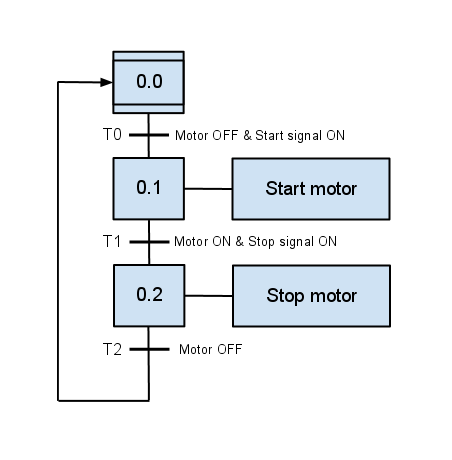 0.0
T0 Motor OFF & Start signal ON
0.1 Start motor
T1 Motor ON & Stop signal ON
0.2 Stop motor
T2 Motor OFF